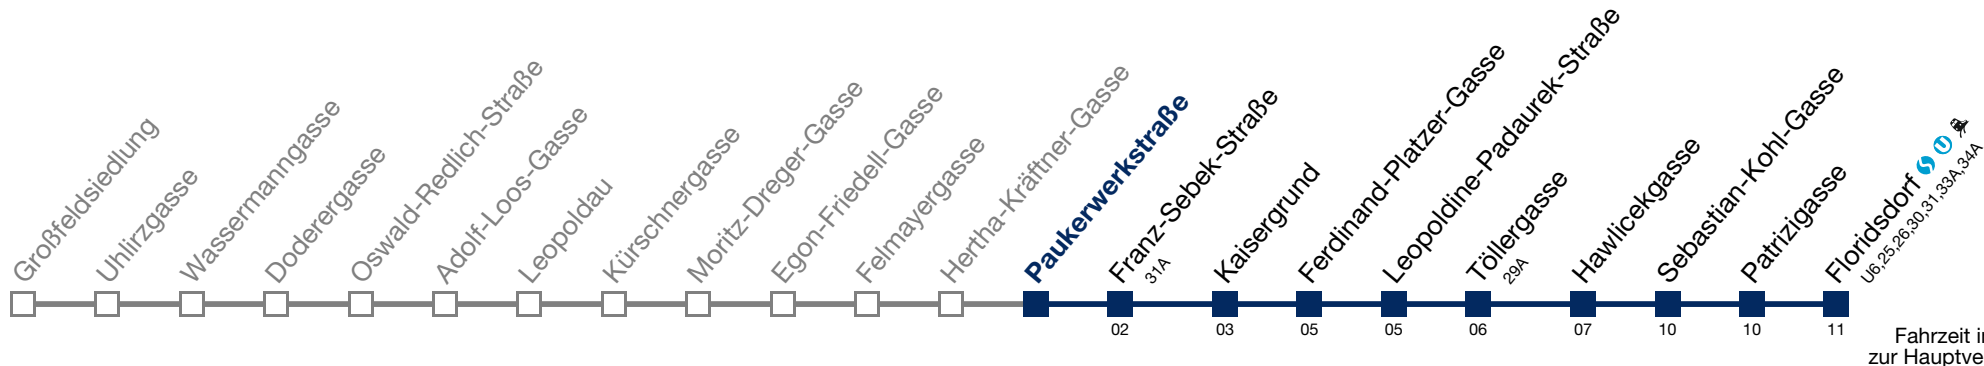 Großfeldsiedlung
Uhlirzgasse
Wassermanngasse
Doderergasse
Oswald-Redlich-Straße
Adolf-Loos-Gasse
Leopoldau
Kürschnergasse
Moritz-Dreger-Gasse
Egon-Friedell-Gasse
Felmayergasse
Hertha-Kräftner-Gasse
Paukerwerkstraße
Franz-Sebek-Straße
31A
Kaisergrund
Ferdinand-Platzer-Gasse
Leopoldine-Padaurek-Straße
Töllergasse
29A
Hawlicekgasse
Sebastian-Kohl-Gasse
Patrizigasse
Floridsdorf S U
U6,25,26,30,31,33A,34A
02 03 05 05 06 07 10 10 11
Fahrzeit i
zur Hauptve